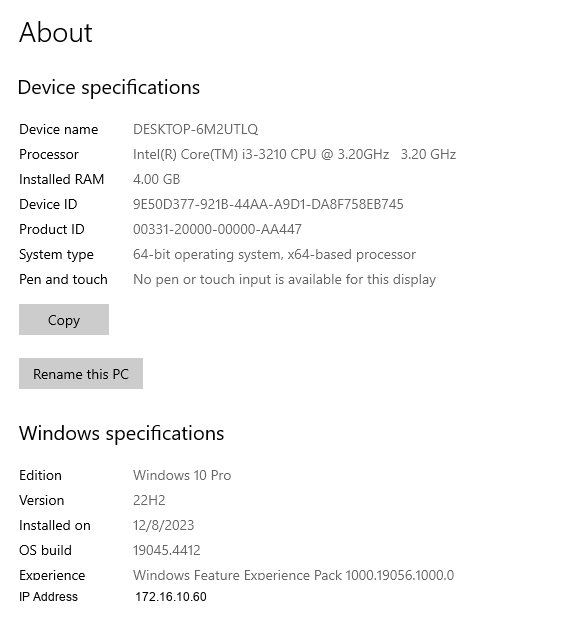 About
Device specifications
Device name DESKTOP-6M2UTLQ
Processor Intel(R) Core(TM) i3-3210 CPU @ 3.20GHz 3.20 GHz
Installed RAM 4.00 GB
Device ID 9E50D377-921B-44AA-A9D1-DA8F758EB745
Product ID 00331-20000-00000-AA447
System type 64-bit operating system, x64-based processor
Pen and touch No pen or touch input is available for this display
Copy
Rename this PC
Windows specifications
Edition Windows 10 Pro
Version 22H2
Installed on 12/8/2023
OS build 19045.4412
Experience Windows Feature Experience Pack 1000.19056.1000.0
IP Address 172.16.10.60